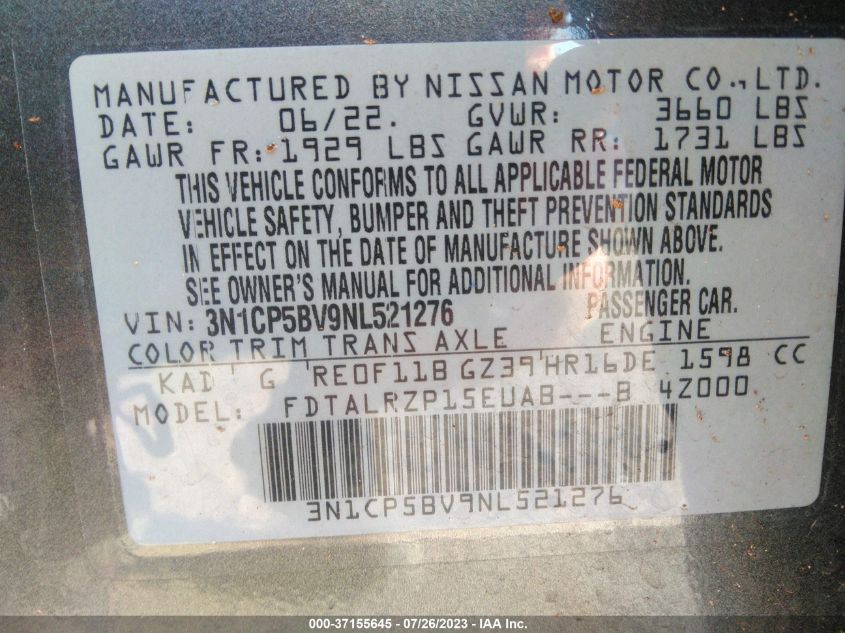 MANUFACTURED BY NISSAN MOTOR CO., LTD.
DATE: 06/22. GVWR: 3660 LBS
GAWR FR: 1929 LBS GAWR RR: 1731 LBS
THIS VEHICLE CONFORMS TO ALL APPLICABLE FEDERAL MOTOR
VEHICLE SAFETY, BUMPER AND THEFT PREVENTION STANDARDS
IN EFFECT ON THE DATE OF MANUFACTURE SHOWN ABOVE.
SEE OWNER'S MANUAL FOR ADDITIONAL INFORMATION.
VIN: 3N1CP5BV9NL521276 PASSENGER CAR.
COLOR TRIM TRANS AXLE ENGINE
KAD ' G ' RE0F11B GZ39 ' HR16DE 1598 CC
MODEL: FDTALRZP15EUAB---B 4Z000
3N1CP5BV9NL521276
000-37155645 - 07/26/2023 - IAA Inc.